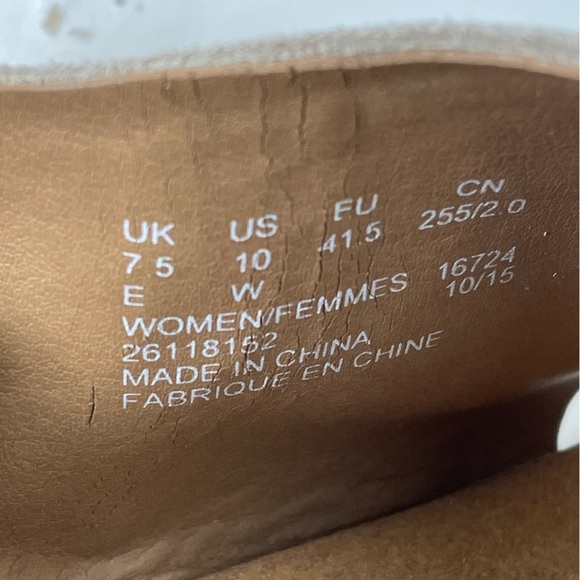 UK US EU CN
7 5 10 41.5 255/2.0
E W
WOMEN/FEMMES 16724
26118152 10/15
MADE IN CHINA
FABRIQUE EN CHINE